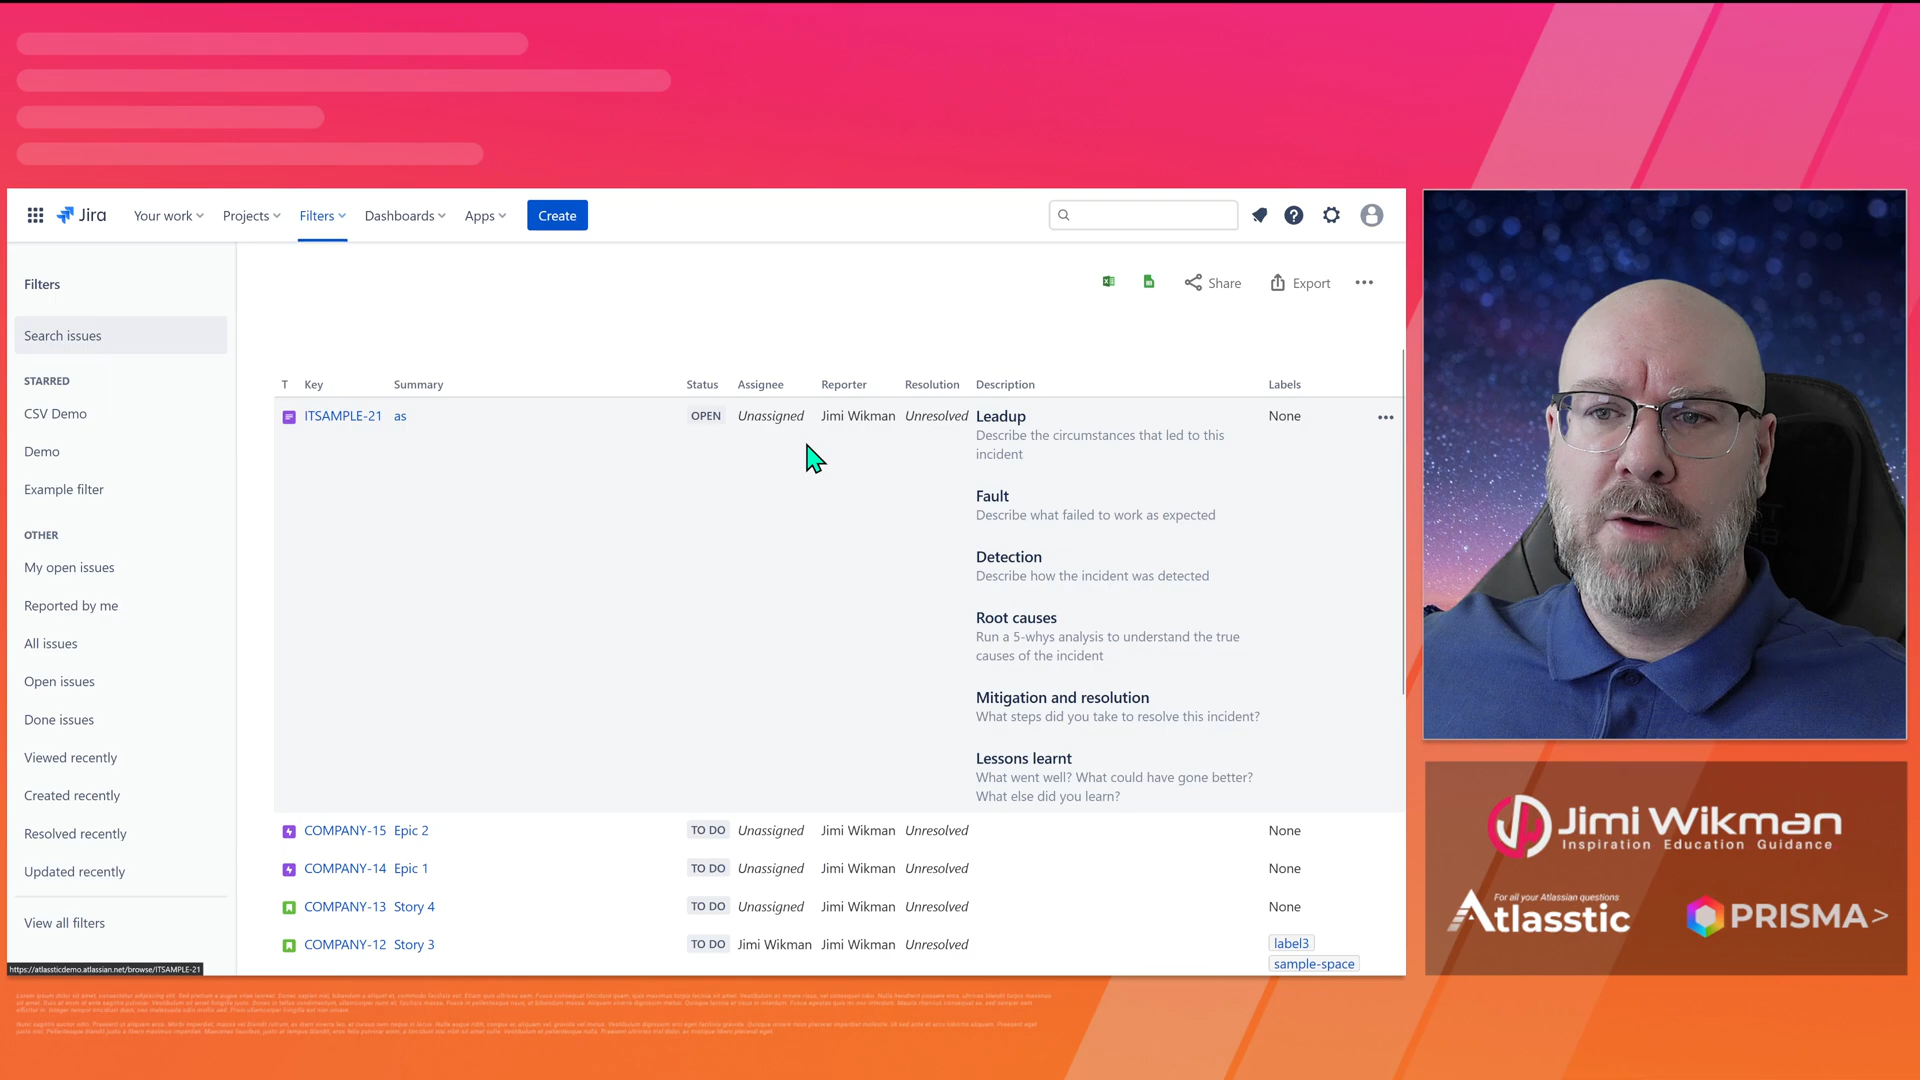 Jira
Your work
Projects
Filters
Dashboards
Apps
Create
Filters
Search issues
STARRED
CSV Demo
Demo
Example filter
OTHER
My open issues
Reported by me
All issues
Open issues
Done issues
Viewed recently
Created recently
Resolved recently
Updated recently
View all filters
https://atlassticdemo.atlassian.net/browse/ITSAMPLE-21
Share
Export
T Key Summary Status Assignee Reporter Resolution Description Labels
ITSAMPLE-21 as OPEN Unassigned Jimi Wikman Unresolved Leadup None
Describe the circumstances that led to this
incident
Fault
Describe what failed to work as expected
Detection
Describe how the incident was detected
Root causes
Run a 5-whys analysis to understand the true
causes of the incident
Mitigation and resolution
What steps did you take to resolve this incident?
Lessons learnt
What went well? What could have gone better?
What else did you learn?
COMPANY-15 Epic 2 TO DO Unassigned Jimi Wikman Unresolved None
COMPANY-14 Epic 1 TO DO Unassigned Jimi Wikman Unresolved None
COMPANY-13 Story 4 TO DO Unassigned Jimi Wikman Unresolved None
COMPANY-12 Story 3 TO DO Jimi Wikman Jimi Wikman Unresolved label3
sample-space
Jimi Wikman
Inspiration Education Guidance
For all your Atlassian questions
Atlasstic
PRISMA>